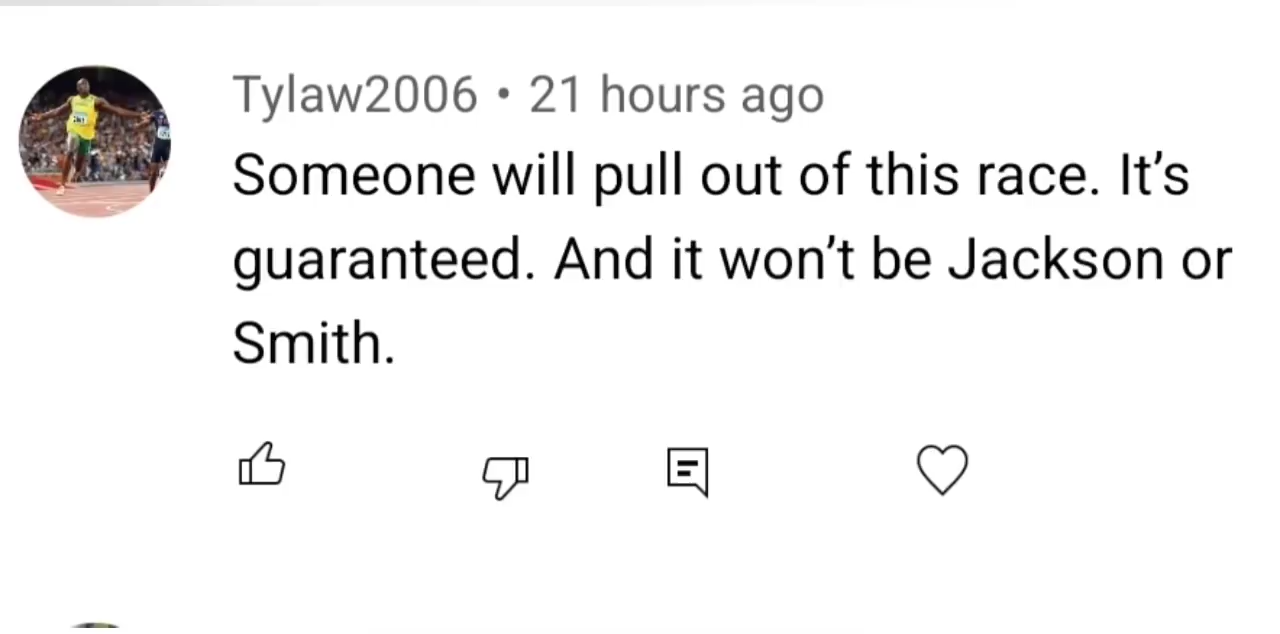 Tylaw2006 • 21 hours ago
Someone will pull out of this race. It’s
guaranteed. And it won’t be Jackson or
Smith.